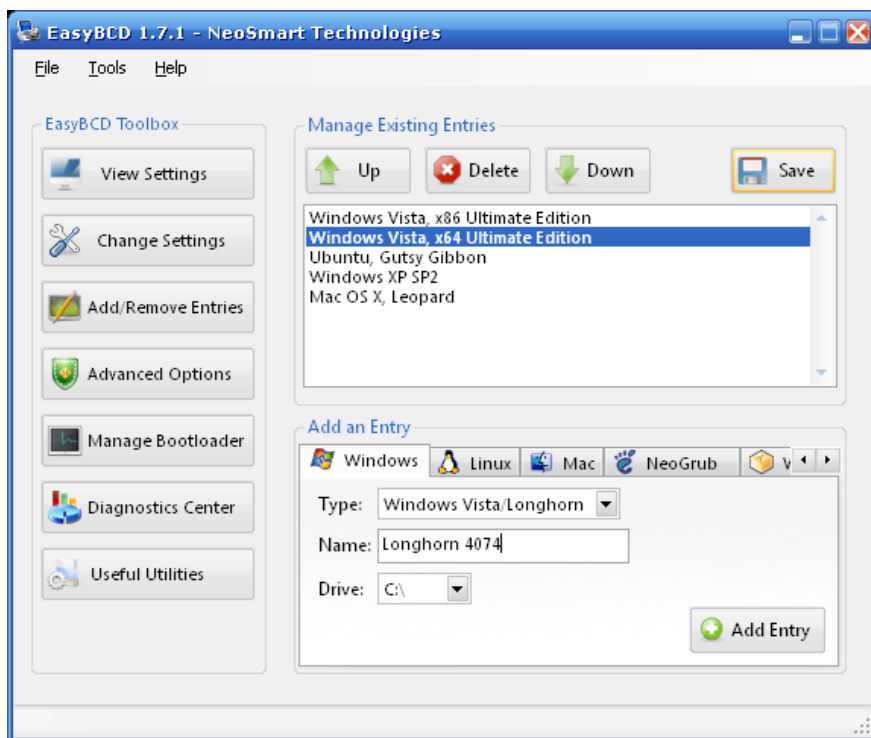 EasyBCD 1.7.1 - NeoSmart Technologies
File Tools Help
EasyBCD Toolbox
View Settings
Change Settings
Add/Remove Entries
Advanced Options
Manage Bootloader
Diagnostics Center
Useful Utilities
Manage Existing Entries
Up Delete Down Save
Windows Vista, x86 Ultimate Edition
Windows Vista, x64 Ultimate Edition
Ubuntu, Gutsy Gibbon
Windows XP SP2
Mac OS X, Leopard
Add an Entry
Windows Linux Mac NeoGrub
Type: Windows Vista/Longhorn
Name: Longhorn 4074
Drive: C:\
Add Entry